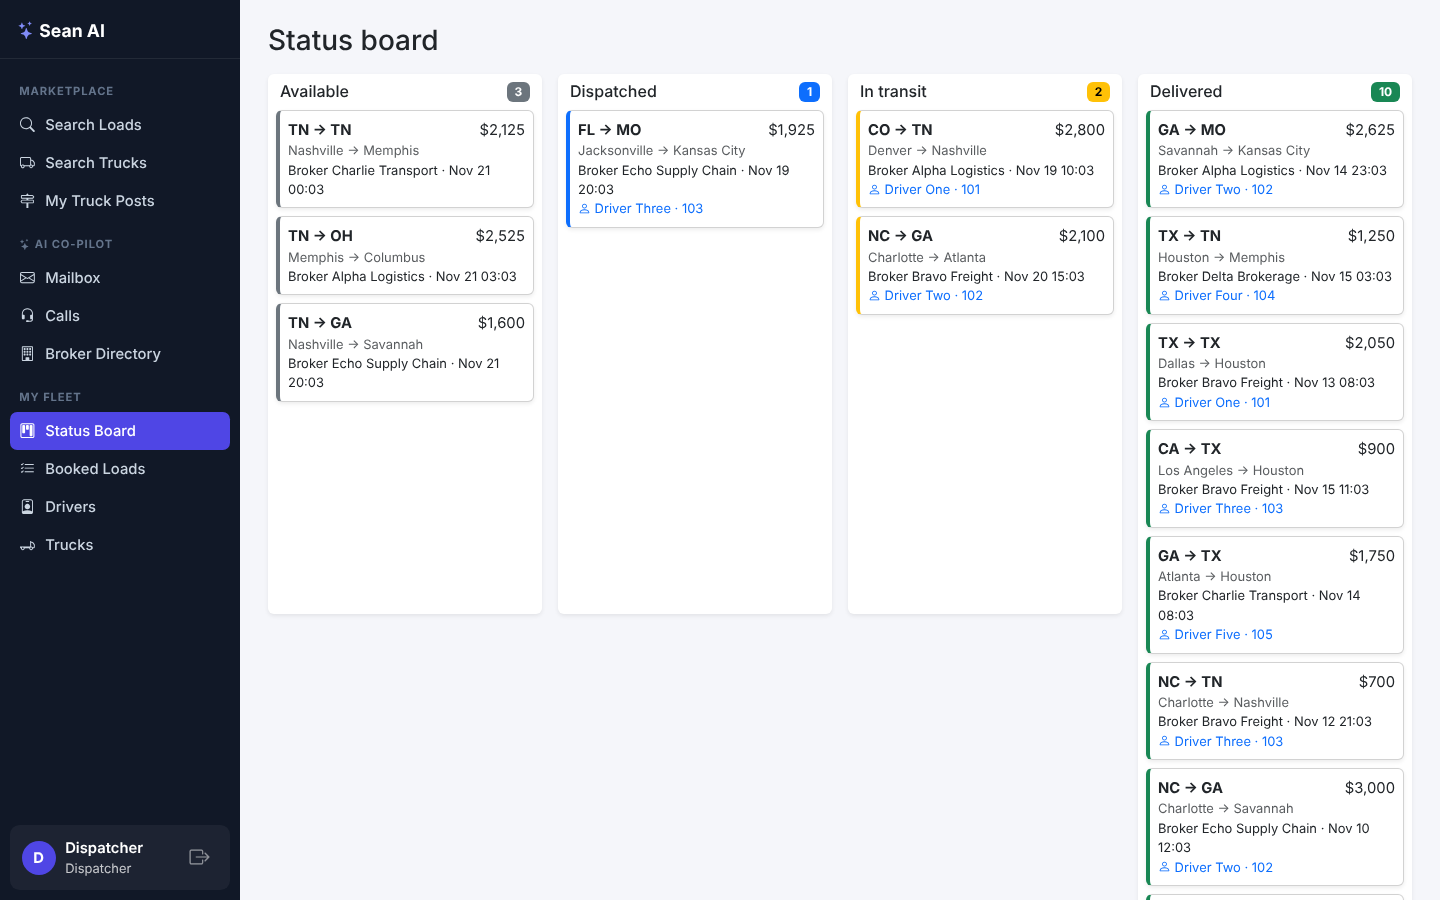 Sean AI
MARKETPLACE
Search Loads
Search Trucks
My Truck Posts
AI CO-PILOT
Mailbox
Calls
Broker Directory
MY FLEET
Status Board
Booked Loads
Drivers
Trucks
D
Dispatcher
Dispatcher
Status board
Available
3
TN → TN
$2,125
Nashville → Memphis
Broker Charlie Transport · Nov 21
00:03
TN → OH
$2,525
Memphis → Columbus
Broker Alpha Logistics · Nov 21 03:03
TN → GA
$1,600
Nashville → Savannah
Broker Echo Supply Chain · Nov 21
20:03
Dispatched
1
FL → MO
$1,925
Jacksonville → Kansas City
Broker Echo Supply Chain · Nov 19
20:03
Driver Three · 103
In transit
2
CO → TN
$2,800
Denver → Nashville
Broker Alpha Logistics · Nov 19 10:03
Driver One · 101
NC → GA
$2,100
Charlotte → Atlanta
Broker Bravo Freight · Nov 20 15:03
Driver Two · 102
Delivered
10
GA → MO
$2,625
Savannah → Kansas City
Broker Alpha Logistics · Nov 14 23:03
Driver Two · 102
TX → TN
$1,250
Houston → Memphis
Broker Delta Brokerage · Nov 15 03:03
Driver Four · 104
TX → TX
$2,050
Dallas → Houston
Broker Bravo Freight · Nov 13 08:03
Driver One · 101
CA → TX
$900
Los Angeles → Houston
Broker Bravo Freight · Nov 15 11:03
Driver Three · 103
GA → TX
$1,750
Atlanta → Houston
Broker Charlie Transport · Nov 14
08:03
Driver Five · 105
NC → TN
$700
Charlotte → Nashville
Broker Bravo Freight · Nov 12 21:03
Driver Three · 103
NC → GA
$3,000
Charlotte → Savannah
Broker Echo Supply Chain · Nov 10
12:03
Driver Two · 102